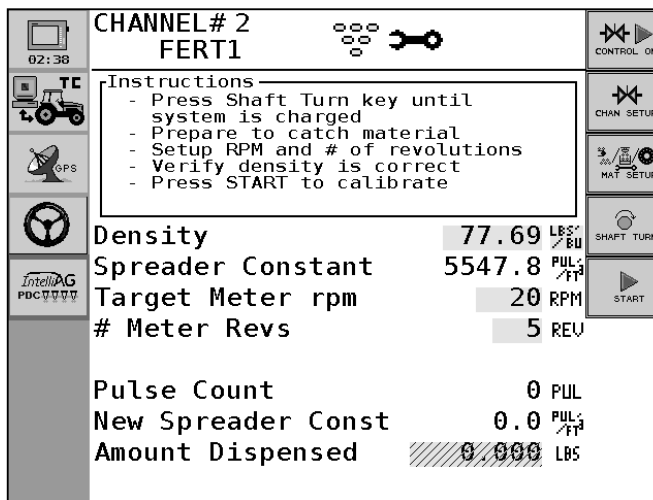 CHANNEL# 2
FERT1
02:38
TC
GPS
IntelliAG
PDC
Instructions
- Press Shaft Turn key until
system is charged
- Prepare to catch material
- Setup RPM and # of revolutions
- Verify density is correct
- Press START to calibrate
Density 77.69 LBS/BU
Spreader Constant 5547.8 PUL/FT³
Target Meter rpm 20 RPM
# Meter Revs 5 REV
Pulse Count 0 PUL
New Spreader Const 0.0 PUL/FT³
Amount Dispensed 0.000 LBS
CONTROL ON
CHAN SETUP
MAT SETUP
SHAFT TURN
START